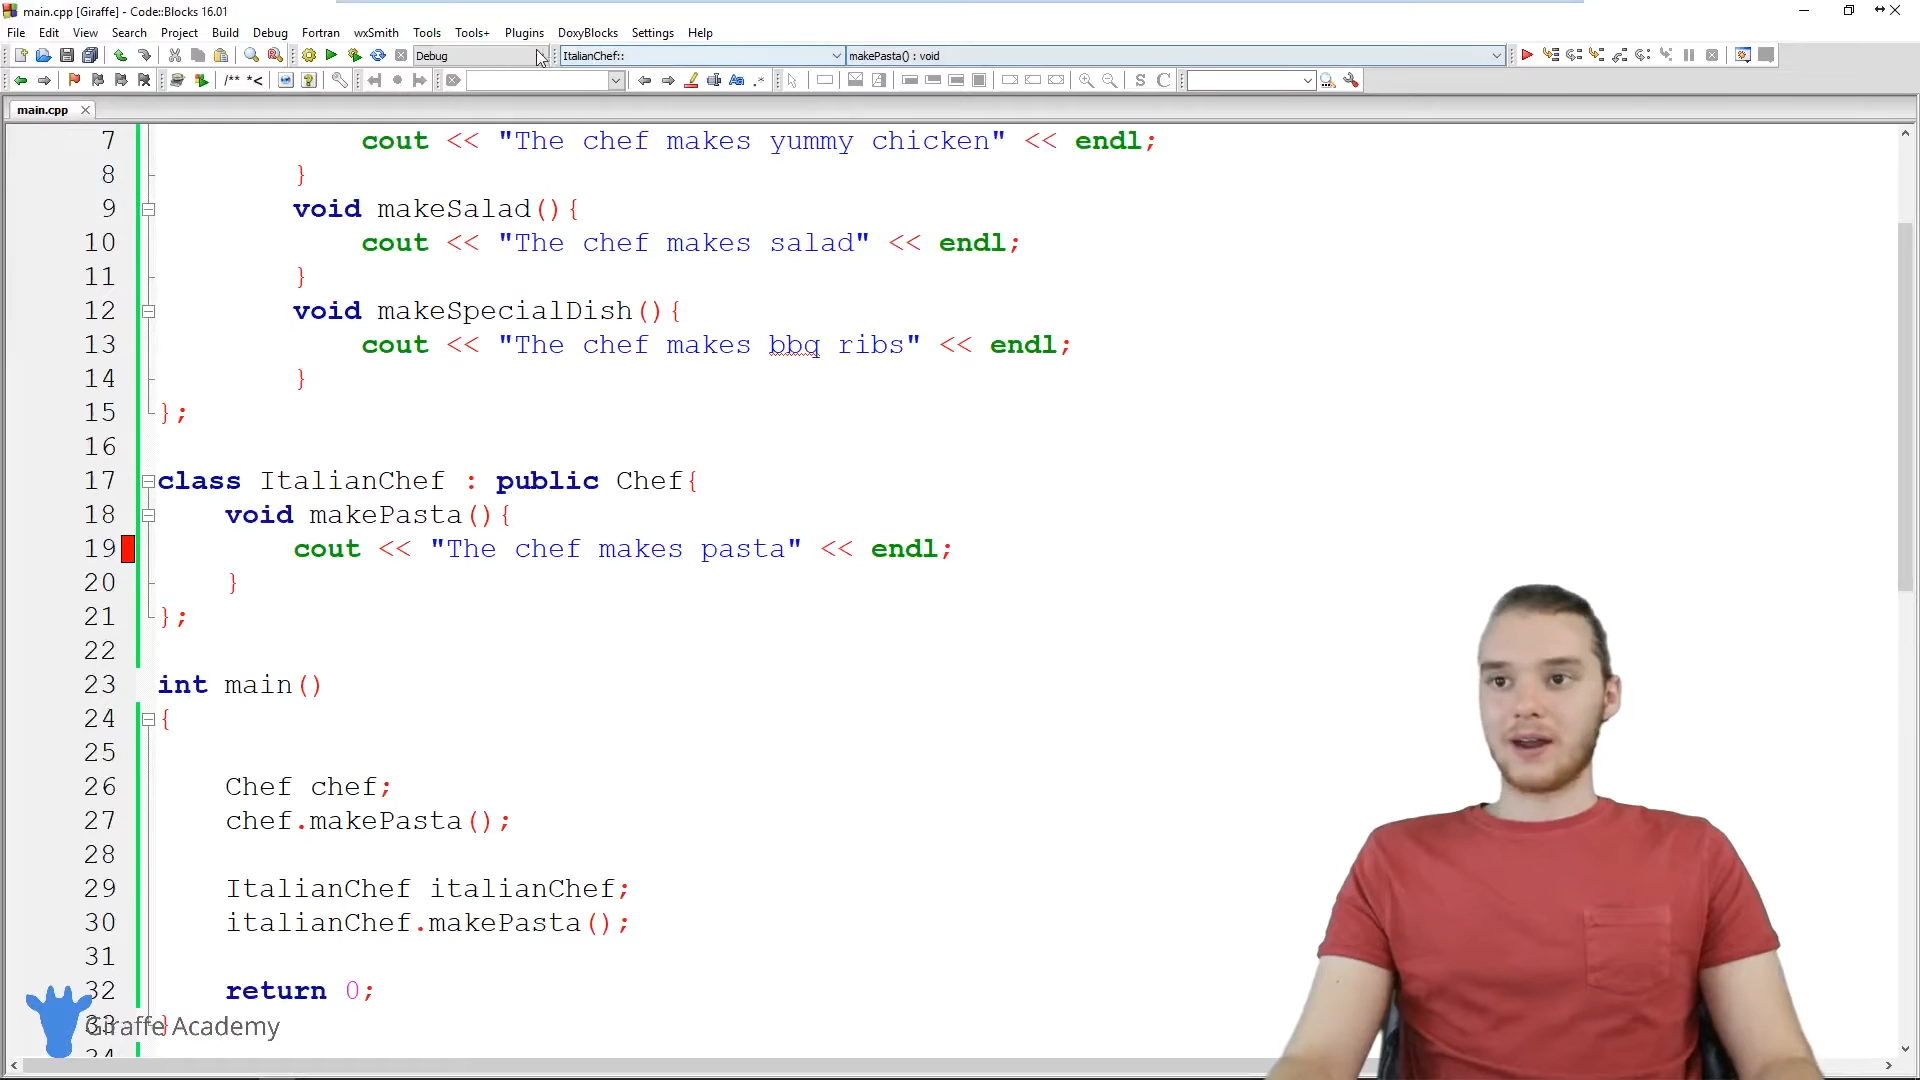 main.cpp [Giraffe] - Code::Blocks 16.01
File Edit View Search Project Build Debug Fortran wxSmith Tools Tools+ Plugins DoxyBlocks Settings Help
Debug ItalianChef:: makePasta() : void
/** *<
Aa .* S C
main.cpp
7 cout << "The chef makes yummy chicken" << endl;
8 }
9 void makeSalad(){
10 cout << "The chef makes salad" << endl;
11 }
12 void makeSpecialDish(){
13 cout << "The chef makes bbq ribs" << endl;
14 }
15 };
16
17 class ItalianChef : public Chef{
18 void makePasta(){
19 cout << "The chef makes pasta" << endl;
20 }
21 };
22
23 int main()
24 {
25
26 Chef chef;
27 chef.makePasta();
28
29 ItalianChef italianChef;
30 italianChef.makePasta();
31
32 return 0;
33 }
Giraffe Academy
34